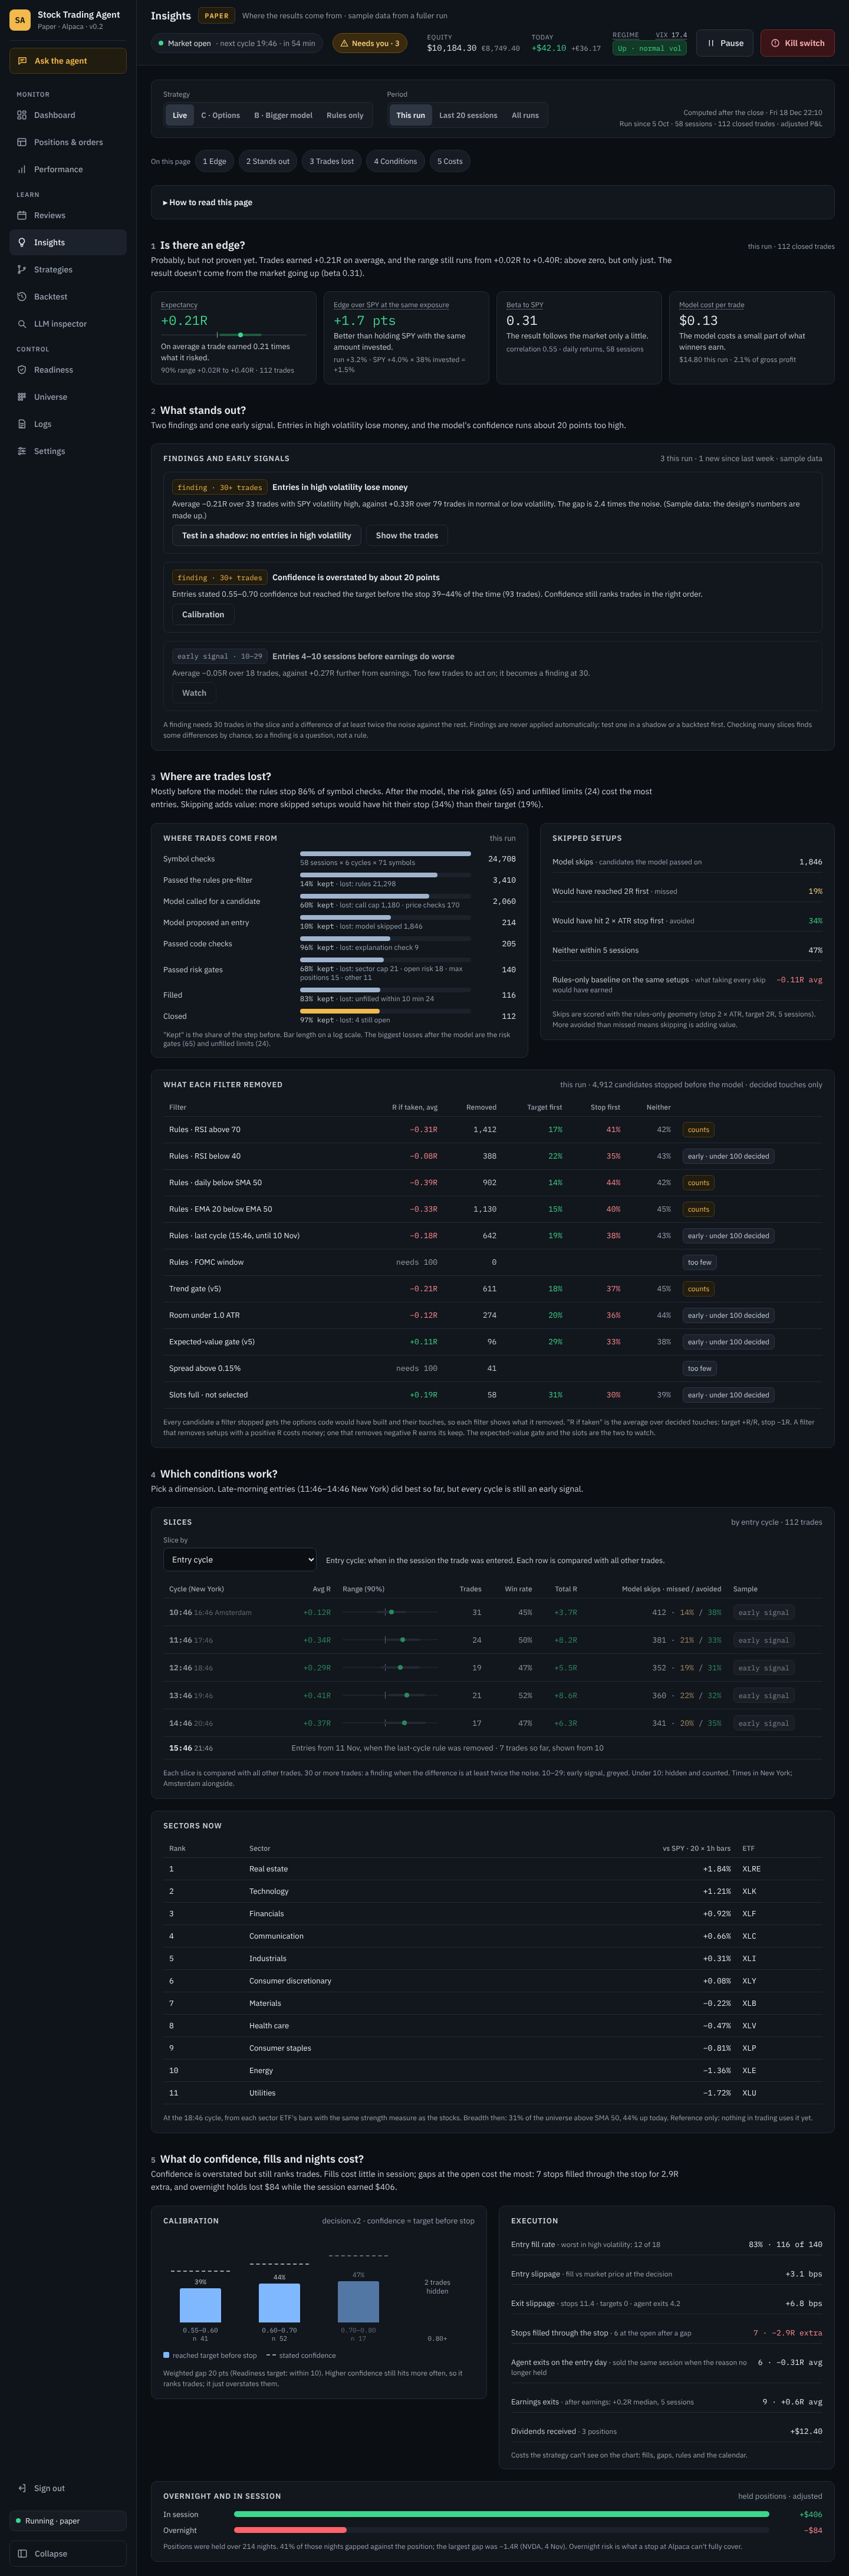 SA
Stock Trading Agent
Paper · Alpaca · v0.2
Ask the agent
MONITOR
Dashboard
Positions & orders
Performance
LEARN
Reviews
Insights
Strategies
Backtest
LLM inspector
CONTROL
Readiness
Universe
Logs
Settings
Sign out
Running · paper
Collapse
Insights PAPER Where the results come from · sample data from a fuller run
Market open · next cycle 19:46 · in 54 min
Needs you · 3
EQUITY
$10,184.30 €8,749.40
TODAY
+$42.10 +€36.17
REGIME VIX 17.4
Up · normal vol
Pause
Kill switch
Strategy
Live C · Options B · Bigger model Rules only
Period
This run Last 20 sessions All runs
Computed after the close · Fri 18 Dec 22:10
Run since 5 Oct · 58 sessions · 112 closed trades · adjusted P&L
On this page 1 Edge 2 Stands out 3 Trades lost 4 Conditions 5 Costs
▸ How to read this page
1 Is there an edge?
this run · 112 closed trades
Probably, but not proven yet. Trades earned +0.21R on average, and the range still runs from +0.02R to +0.40R: above zero, but only just. The
result doesn't come from the market going up (beta 0.31).
Expectancy
+0.21R
On average a trade earned 0.21 times
what it risked.
90% range +0.02R to +0.40R · 112 trades
Edge over SPY at the same exposure
+1.7 pts
Better than holding SPY with the same
amount invested.
run +3.2% · SPY +4.0% × 38% invested =
+1.5%
Beta to SPY
0.31
The result follows the market only a little.
correlation 0.55 · daily returns, 58 sessions
Model cost per trade
$0.13
The model costs a small part of what
winners earn.
$14.80 this run · 2.1% of gross profit
2 What stands out?
Two findings and one early signal. Entries in high volatility lose money, and the model's confidence runs about 20 points too high.
FINDINGS AND EARLY SIGNALS
3 this run · 1 new since last week · sample data
finding · 30+ trades Entries in high volatility lose money
Average −0.21R over 33 trades with SPY volatility high, against +0.33R over 79 trades in normal or low volatility. The gap is 2.4 times the noise. (Sample data: the design's numbers are
made up.)
Test in a shadow: no entries in high volatility
Show the trades
finding · 30+ trades Confidence is overstated by about 20 points
Entries stated 0.55–0.70 confidence but reached the target before the stop 39–44% of the time (93 trades). Confidence still ranks trades in the right order.
Calibration
early signal · 10–29 Entries 4–10 sessions before earnings do worse
Average −0.05R over 18 trades, against +0.27R further from earnings. Too few trades to act on; it becomes a finding at 30.
Watch
A finding needs 30 trades in the slice and a difference of at least twice the noise against the rest. Findings are never applied automatically: test one in a shadow or a backtest first. Checking many slices finds
some differences by chance, so a finding is a question, not a rule.
3 Where are trades lost?
Mostly before the model: the rules stop 86% of symbol checks. After the model, the risk gates (65) and unfilled limits (24) cost the most
entries. Skipping adds value: more skipped setups would have hit their stop (34%) than their target (19%).
WHERE TRADES COME FROM
this run
Symbol checks
58 sessions × 6 cycles × 71 symbols
24,708
Passed the rules pre-filter
14% kept · lost: rules 21,298
3,410
Model called for a candidate
60% kept · lost: call cap 1,180 · price checks 170
2,060
Model proposed an entry
10% kept · lost: model skipped 1,846
214
Passed code checks
96% kept · lost: explanation check 9
205
Passed risk gates
68% kept · lost: sector cap 21 · open risk 18 · max
positions 15 · other 11
140
Filled
83% kept · lost: unfilled within 10 min 24
116
Closed
97% kept · lost: 4 still open
112
"Kept" is the share of the step before. Bar length on a log scale. The biggest losses after the model are the risk
gates (65) and unfilled limits (24).
SKIPPED SETUPS
Model skips · candidates the model passed on 1,846
Would have reached 2R first · missed 19%
Would have hit 2 × ATR stop first · avoided 34%
Neither within 5 sessions 47%
Rules-only baseline on the same setups · what taking every skip
would have earned
−0.11R avg
Skips are scored with the rules-only geometry (stop 2 × ATR, target 2R, 5 sessions).
More avoided than missed means skipping is adding value.
WHAT EACH FILTER REMOVED
this run · 4,912 candidates stopped before the model · decided touches only
Filter R if taken, avg Removed Target first Stop first Neither
Rules · RSI above 70 −0.31R 1,412 17% 41% 42% counts
Rules · RSI below 40 −0.08R 388 22% 35% 43% early · under 100 decided
Rules · daily below SMA 50 −0.39R 902 14% 44% 42% counts
Rules · EMA 20 below EMA 50 −0.33R 1,130 15% 40% 45% counts
Rules · last cycle (15:46, until 10 Nov) −0.18R 642 19% 38% 43% early · under 100 decided
Rules · FOMC window needs 100 0 too few
Trend gate (v5) −0.21R 611 18% 37% 45% counts
Room under 1.0 ATR −0.12R 274 20% 36% 44% early · under 100 decided
Expected-value gate (v5) +0.11R 96 29% 33% 38% early · under 100 decided
Spread above 0.15% needs 100 41 too few
Slots full · not selected +0.19R 58 31% 30% 39% early · under 100 decided
Every candidate a filter stopped gets the options code would have built and their touches, so each filter shows what it removed. "R if taken" is the average over decided touches: target +R/R, stop −1R. A filter
that removes setups with a positive R costs money; one that removes negative R earns its keep. The expected-value gate and the slots are the two to watch.
4 Which conditions work?
Pick a dimension. Late-morning entries (11:46–14:46 New York) did best so far, but every cycle is still an early signal.
SLICES
by entry cycle · 112 trades
Slice by
Entry cycle
Entry cycle: when in the session the trade was entered. Each row is compared with all other trades.
Cycle (New York) Avg R Range (90%) Trades Win rate Total R Model skips · missed / avoided Sample
10:46 16:46 Amsterdam +0.12R 31 45% +3.7R 412 · 14% / 38% early signal
11:46 17:46 +0.34R 24 50% +8.2R 381 · 21% / 33% early signal
12:46 18:46 +0.29R 19 47% +5.5R 352 · 19% / 31% early signal
13:46 19:46 +0.41R 21 52% +8.6R 360 · 22% / 32% early signal
14:46 20:46 +0.37R 17 47% +6.3R 341 · 20% / 35% early signal
15:46 21:46 Entries from 11 Nov, when the last-cycle rule was removed · 7 trades so far, shown from 10
Each slice is compared with all other trades. 30 or more trades: a finding when the difference is at least twice the noise. 10–29: early signal, greyed. Under 10: hidden and counted. Times in New York;
Amsterdam alongside.
SECTORS NOW
Rank Sector vs SPY · 20 × 1h bars ETF
1 Real estate +1.84% XLRE
2 Technology +1.21% XLK
3 Financials +0.92% XLF
4 Communication +0.66% XLC
5 Industrials +0.31% XLI
6 Consumer discretionary +0.08% XLY
7 Materials −0.22% XLB
8 Health care −0.47% XLV
9 Consumer staples −0.81% XLP
10 Energy −1.36% XLE
11 Utilities −1.72% XLU
At the 18:46 cycle, from each sector ETF's bars with the same strength measure as the stocks. Breadth then: 31% of the universe above SMA 50, 44% up today. Reference only: nothing in trading uses it yet.
5 What do confidence, fills and nights cost?
Confidence is overstated but still ranks trades. Fills cost little in session; gaps at the open cost the most: 7 stops filled through the stop for 2.9R
extra, and overnight holds lost $84 while the session earned $406.
CALIBRATION
decision.v2 · confidence = target before stop
39%
44%
47%
2 trades
hidden
0.55–0.60 0.60–0.70 0.70–0.80 0.80+
n 41 n 52 n 17
reached target before stop stated confidence
Weighted gap 20 pts (Readiness target: within 10). Higher confidence still hits more often, so it
ranks trades; it just overstates them.
EXECUTION
Entry fill rate · worst in high volatility: 12 of 18 83% · 116 of 140
Entry slippage · fill vs market price at the decision +3.1 bps
Exit slippage · stops 11.4 · targets 0 · agent exits 4.2 +6.8 bps
Stops filled through the stop · 6 at the open after a gap 7 · −2.9R extra
Agent exits on the entry day · sold the same session when the reason no
longer held
6 · −0.31R avg
Earnings exits · after earnings: +0.2R median, 5 sessions 9 · +0.6R avg
Dividends received · 3 positions +$12.40
Costs the strategy can't see on the chart: fills, gaps, rules and the calendar.
OVERNIGHT AND IN SESSION
held positions · adjusted
In session +$406
Overnight −$84
Positions were held over 214 nights. 41% of those nights gapped against the position; the largest gap was −1.4R (NVDA, 4 Nov). Overnight risk is what a stop at Alpaca can't fully cover.